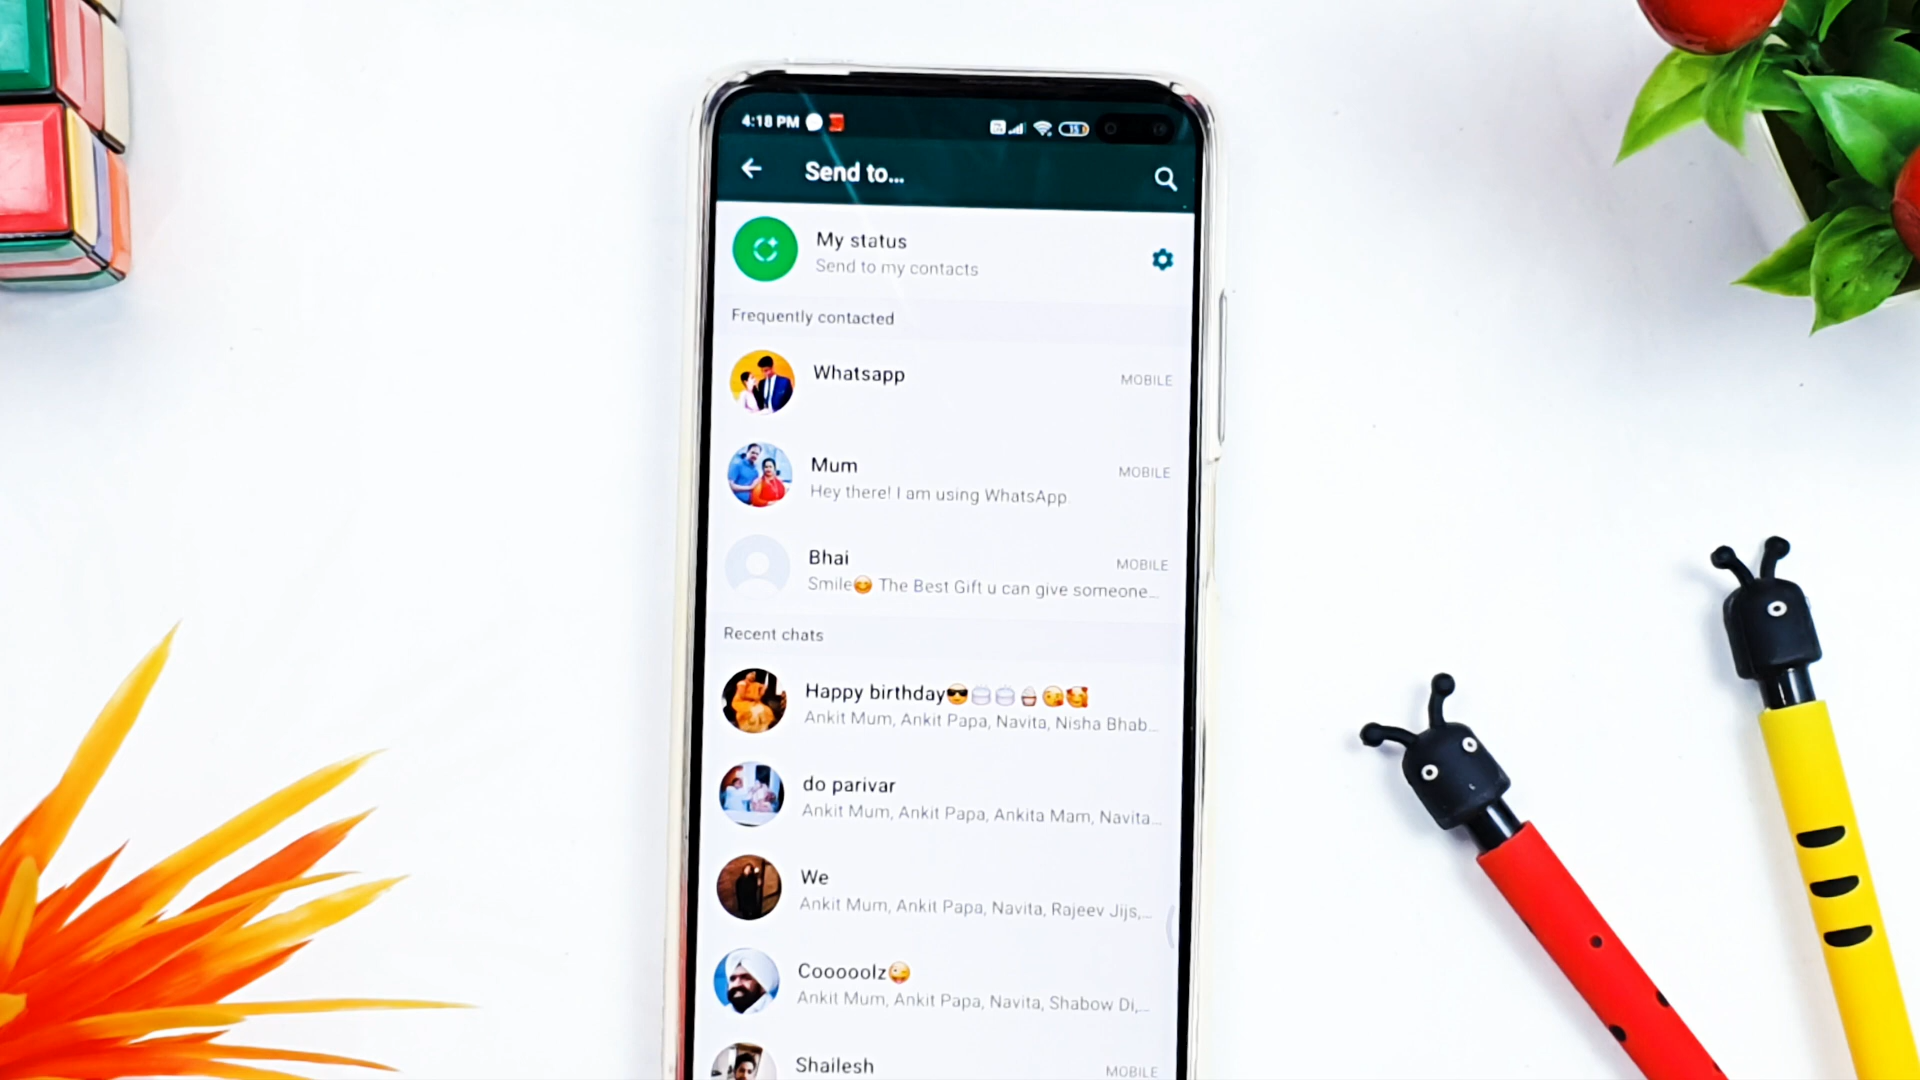 4:18 PM
Send to...
My status
Send to my contacts
Frequently contacted
Whatsapp MOBILE
Mum MOBILE
Hey there! I am using WhatsApp.
Bhai MOBILE
Smile😊 The Best Gift u can give someone...
Recent chats
Happy birthday😎🎂🎂🧁😘🥰
Ankit Mum, Ankit Papa, Navita, Nisha Bhab...
do parivar
Ankit Mum, Ankit Papa, Ankita Mam, Navita...
We
Ankit Mum, Ankit Papa, Navita, Rajeev Jijs,...
Cooooolz😜
Ankit Mum, Ankit Papa, Navita, Shabow Di,...
Shailesh MOBILE